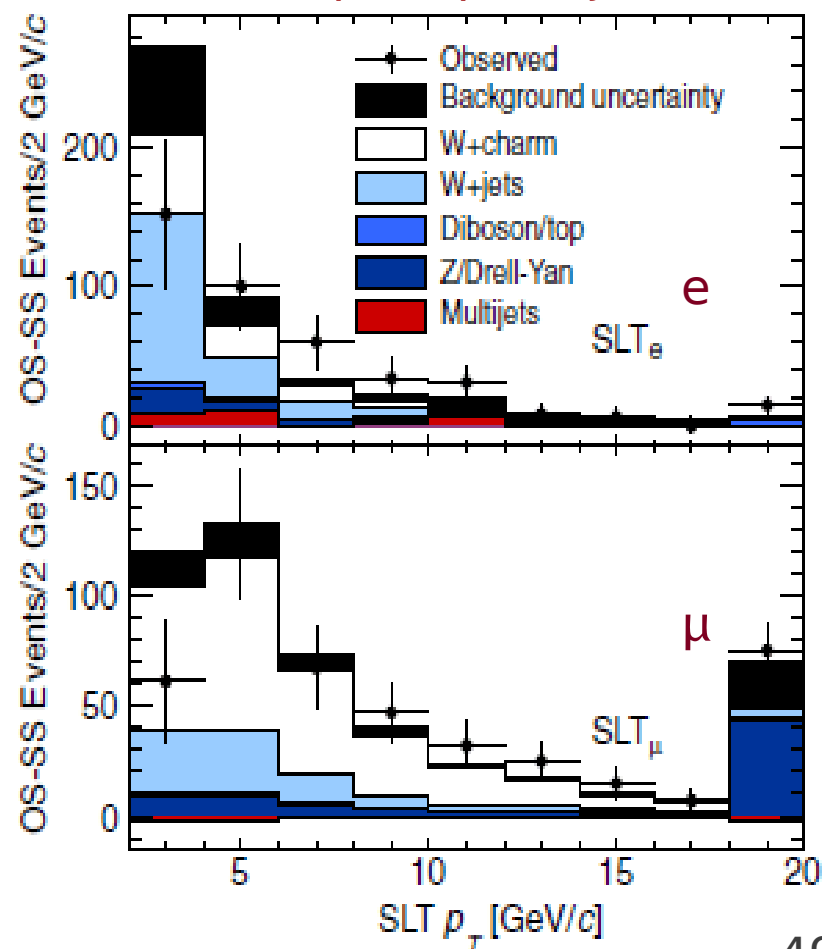 Observed
Background uncertainty
W+charm
W+jets
Diboson/top
Z/Drell-Yan
Multijets
e
SLTe
OS-SS Events/2 GeV/c
200
100
0
μ
SLTμ
OS-SS Events/2 GeV/c
150
100
50
0
5 10 15 20
SLT pT [GeV/c]